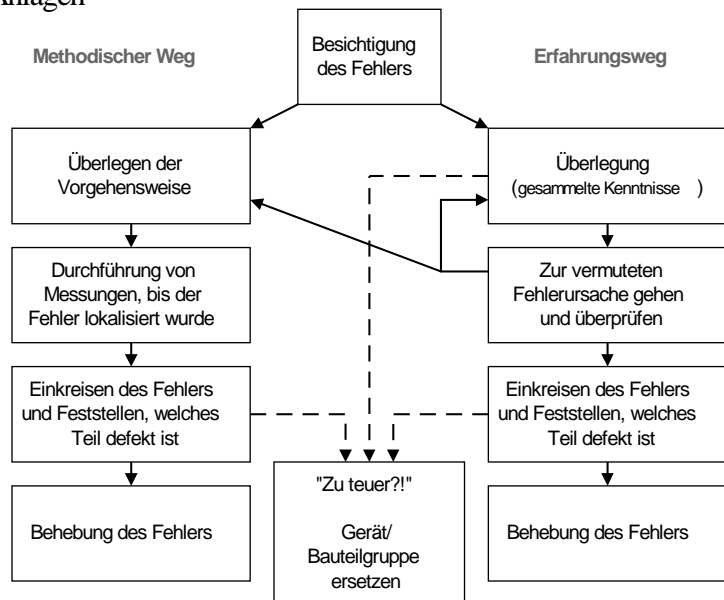 Anlagen
Methodischer Weg
Besichtigung
des Fehlers
Erfahrungsweg
Überlegen der
Vorgehensweise
Überlegung
(gesammelte Kenntnisse )
Durchführung von
Messungen, bis der
Fehler lokalisiert wurde
Zur vermuteten
Fehlerursache gehen
und überprüfen
Einkreisen des Fehlers
und Feststellen, welches
Teil defekt ist
Einkreisen des Fehlers
und Feststellen, welches
Teil defekt ist
Behebung des Fehlers
"Zu teuer?!"
Gerät/
Bauteilgruppe
ersetzen
Behebung des Fehlers